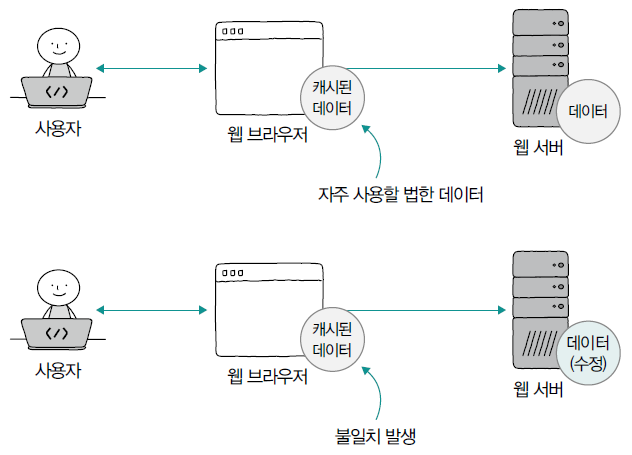 </>
캐시된
데이터
데이터
사용자
웹 브라우저
웹 서버
자주 사용할 법한 데이터
</>
캐시된
데이터
데이터
(수정)
사용자
웹 브라우저
웹 서버
불일치 발생